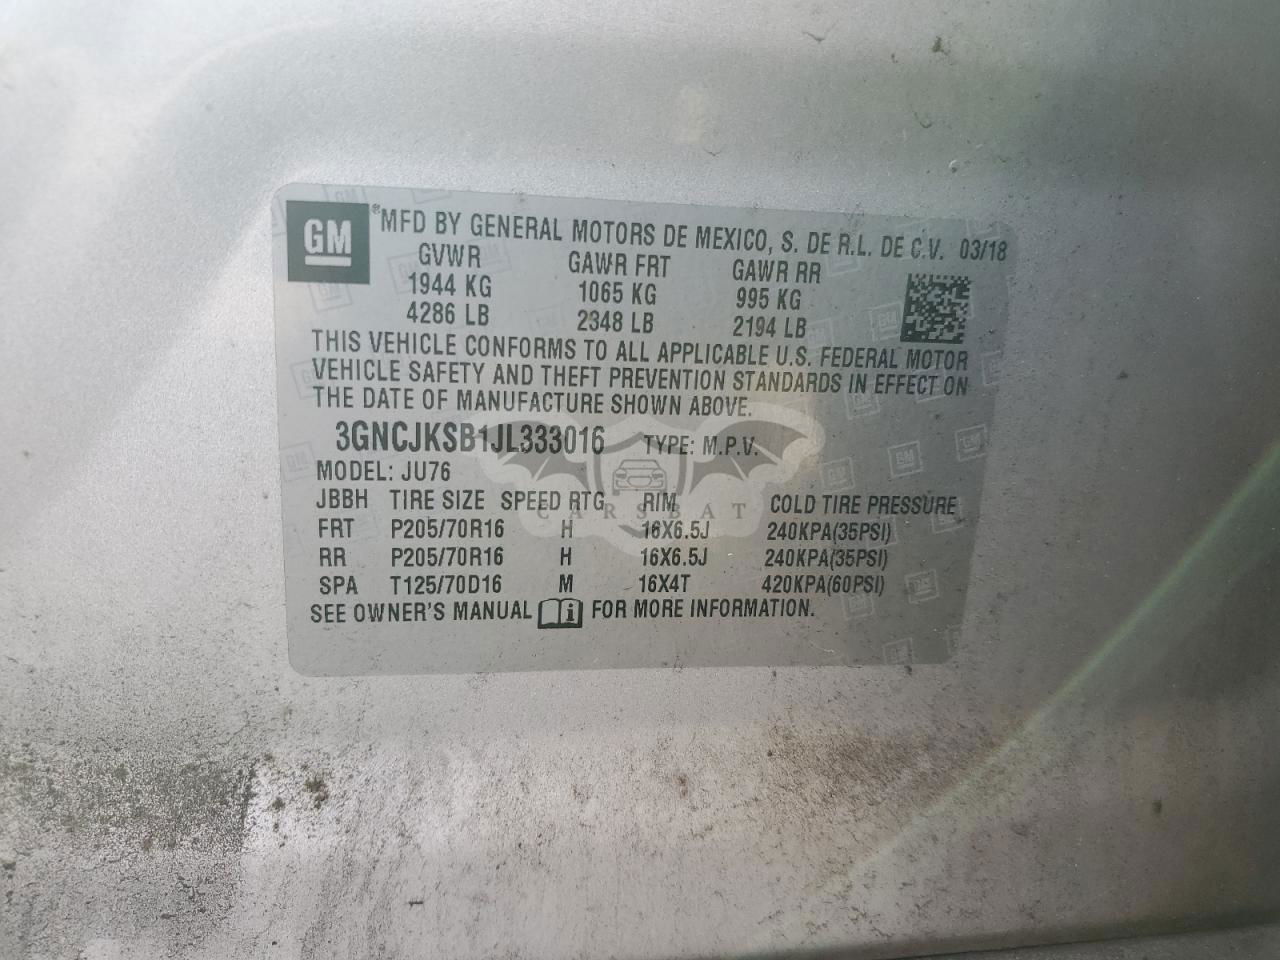 GM
®MFD BY GENERAL MOTORS DE MEXICO, S. DE R.L. DE C.V. 03/18
GVWR GAWR FRT GAWR RR
1944 KG 1065 KG 995 KG
4286 LB 2348 LB 2194 LB
THIS VEHICLE CONFORMS TO ALL APPLICABLE U.S. FEDERAL MOTOR
VEHICLE SAFETY AND THEFT PREVENTION STANDARDS IN EFFECT ON
THE DATE OF MANUFACTURE SHOWN ABOVE.
3GNCJKSB1JL333016 TYPE: M.P.V.
MODEL: JU76
JBBH TIRE SIZE SPEED RTG RIM COLD TIRE PRESSURE
CARSBAT
FRT P205/70R16 H 16X6.5J 240KPA(35PSI)
RR P205/70R16 H 16X6.5J 240KPA(35PSI)
SPA T125/70D16 M 16X4T 420KPA(60PSI)
SEE OWNER'S MANUAL i FOR MORE INFORMATION.